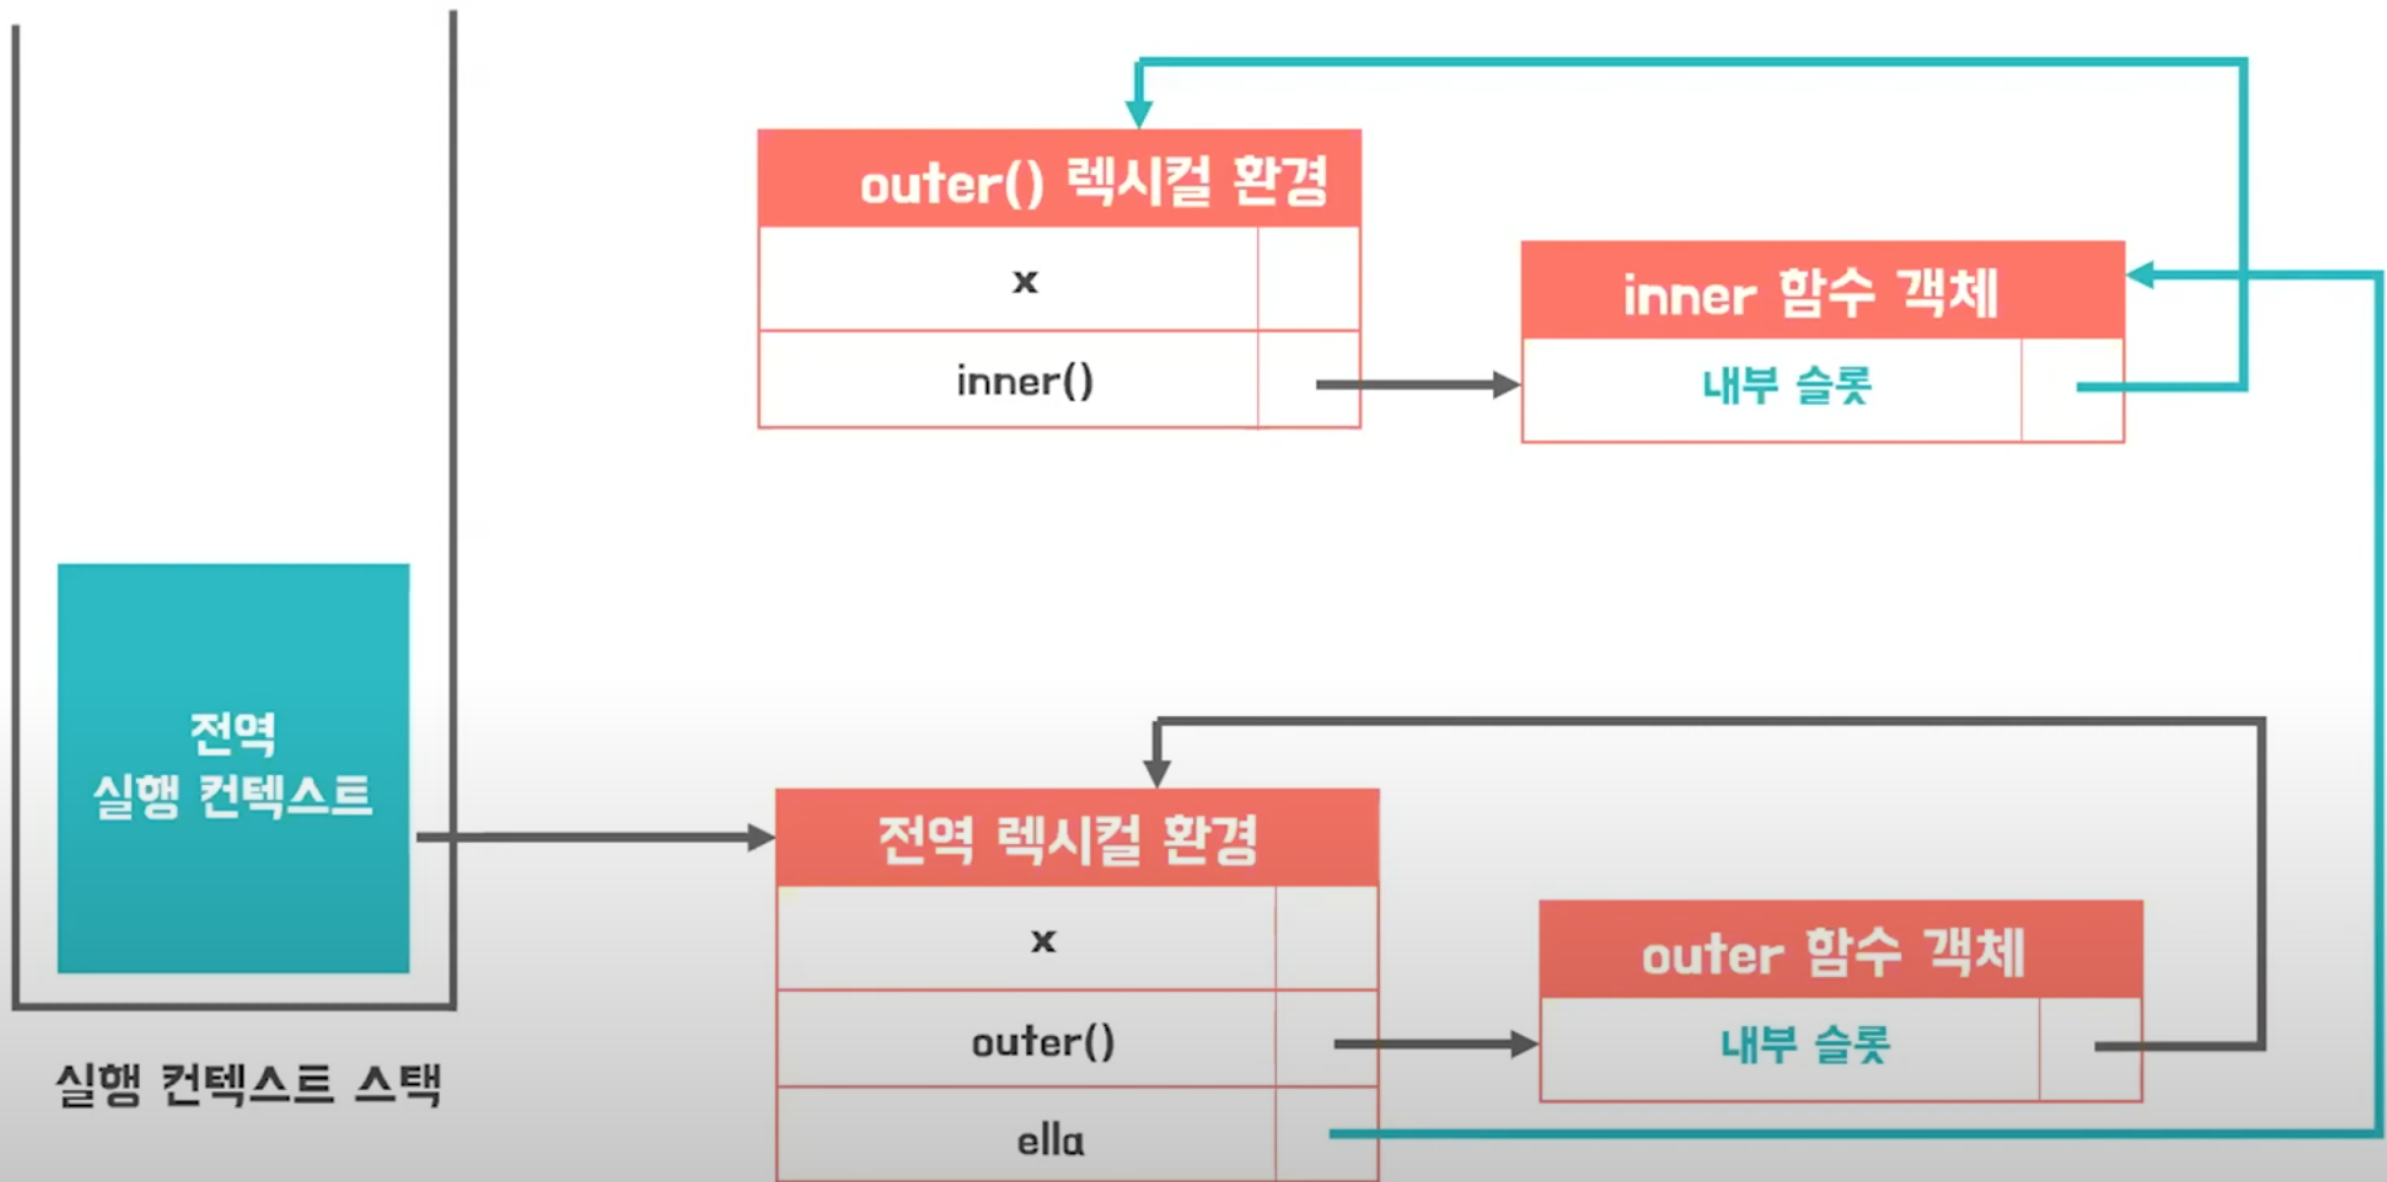 outer() 렉시컬 환경
x
inner()
inner 함수 객체
내부 슬롯
전역
실행 컨텍스트
실행 컨텍스트 스택
전역 렉시컬 환경
x
outer()
ella
outer 함수 객체
내부 슬롯